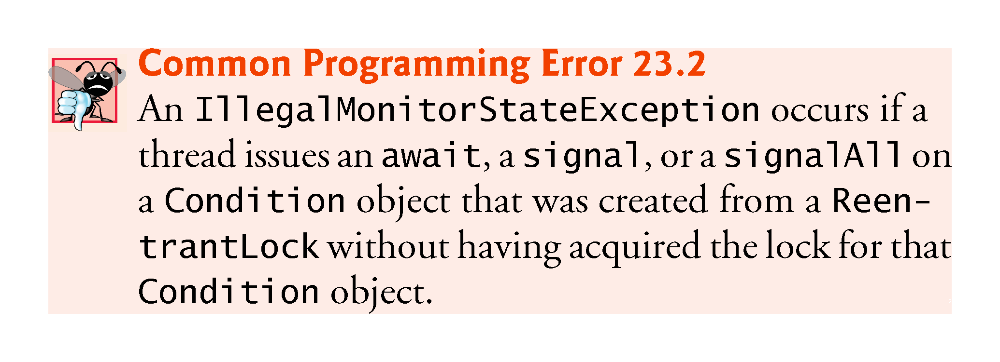 Common Programming Error 23.2
An IllegalMonitorStateException occurs if a
thread issues an await, a signal, or a signalAll on
a Condition object that was created from a Reen-
trantLock without having acquired the lock for that
Condition object.